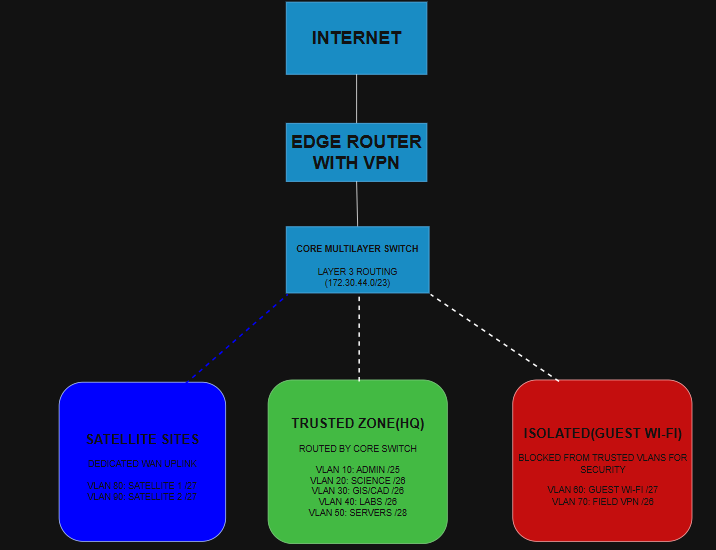 INTERNET
EDGE ROUTER
WITH VPN
CORE MULTILAYER SWITCH
LAYER 3 ROUTING
(172.30.44.0/23)
SATELLITE SITES
DEDICATED WAN UPLINK
TRUSTED ZONE(HQ)
ROUTED BY CORE SWITCH
VLAN 10: ADMIN /25
VLAN 20: SCIENCE /26
VLAN 30: GIS/CAD /26
VLAN 40: LABS /26
VLAN 50: SERVERS /28
ISOLATED(GUEST WI-FI)
BLOCKED FROM TRUSTED VLANS FOR
SECURITY
VLAN 60: GUEST WI-FI /27
VLAN 70: FIELD VPN /26